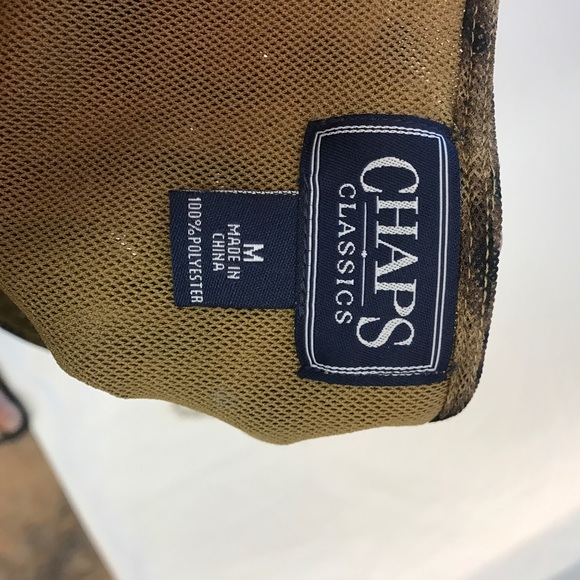 CHAPS
CLASSICS
M
MADE IN
CHINA
100% POLYESTER